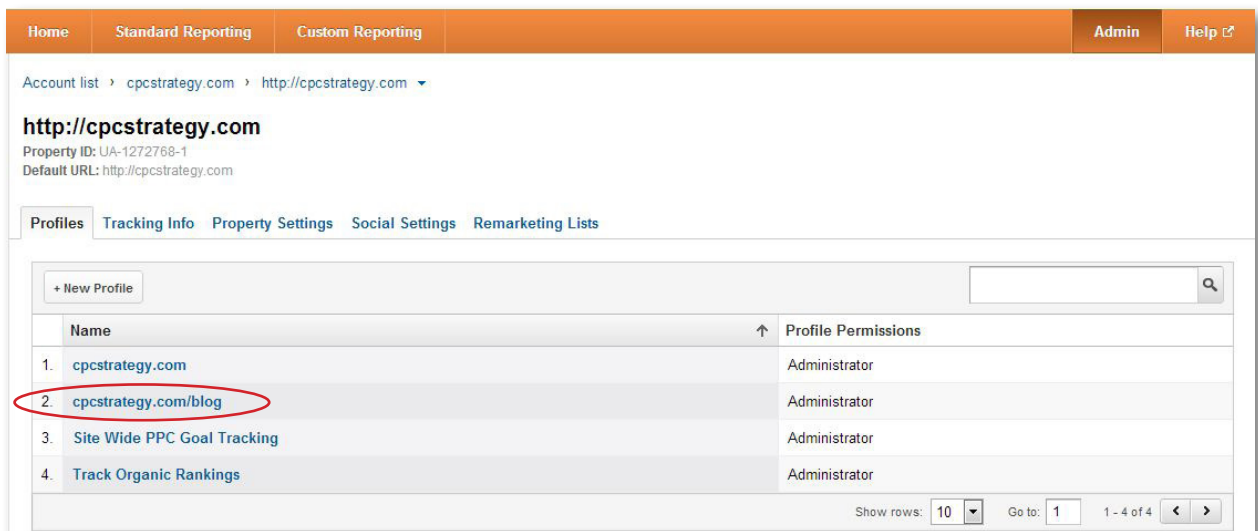 Home Standard Reporting Custom Reporting Admin Help
Account list › cpcstrategy.com › http://cpcstrategy.com
http://cpcstrategy.com
Property ID: UA-1272768-1
Default URL: http://cpcstrategy.com
Profiles Tracking Info Property Settings Social Settings Remarketing Lists
+ New Profile
Name Profile Permissions
1. cpcstrategy.com Administrator
2. cpcstrategy.com/blog Administrator
3. Site Wide PPC Goal Tracking Administrator
4. Track Organic Rankings Administrator
Show rows: 10 Go to: 1 1 - 4 of 4